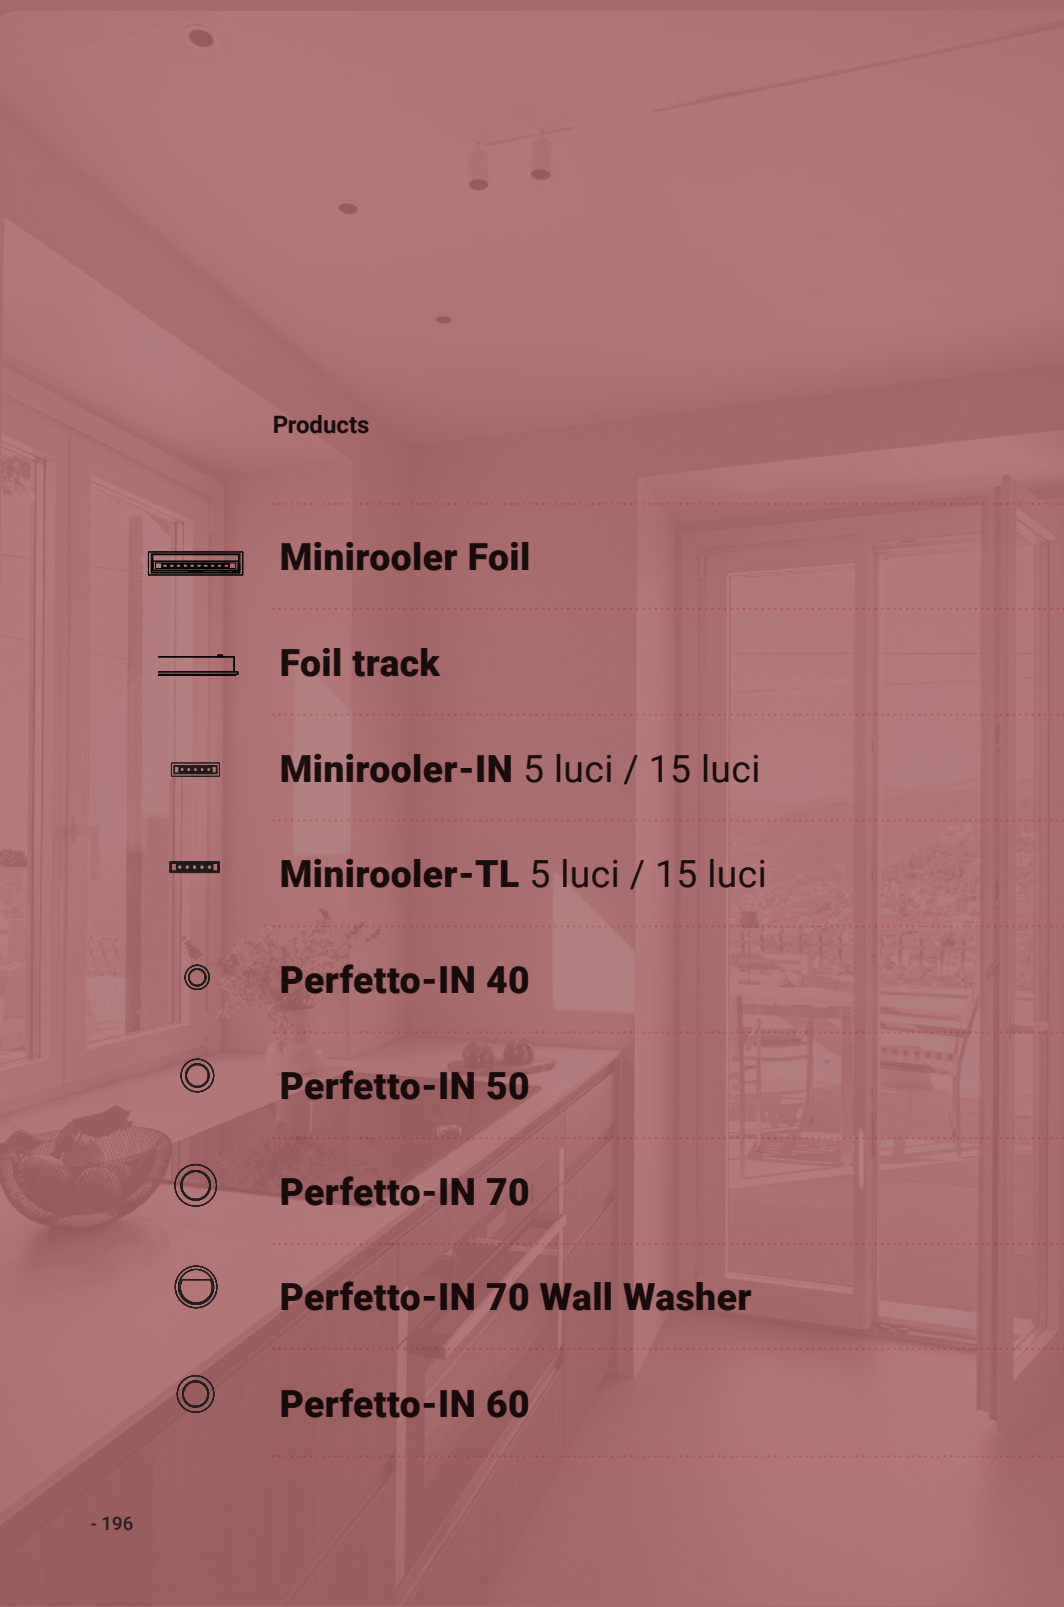 Products
Minirooler Foil
Foil track
Minirooler-IN 5 luci / 15 luci
Minirooler-TL 5 luci / 15 luci
Perfetto-IN 40
Perfetto-IN 50
Perfetto-IN 70
Perfetto-IN 70 Wall Washer
Perfetto-IN 60
- 196